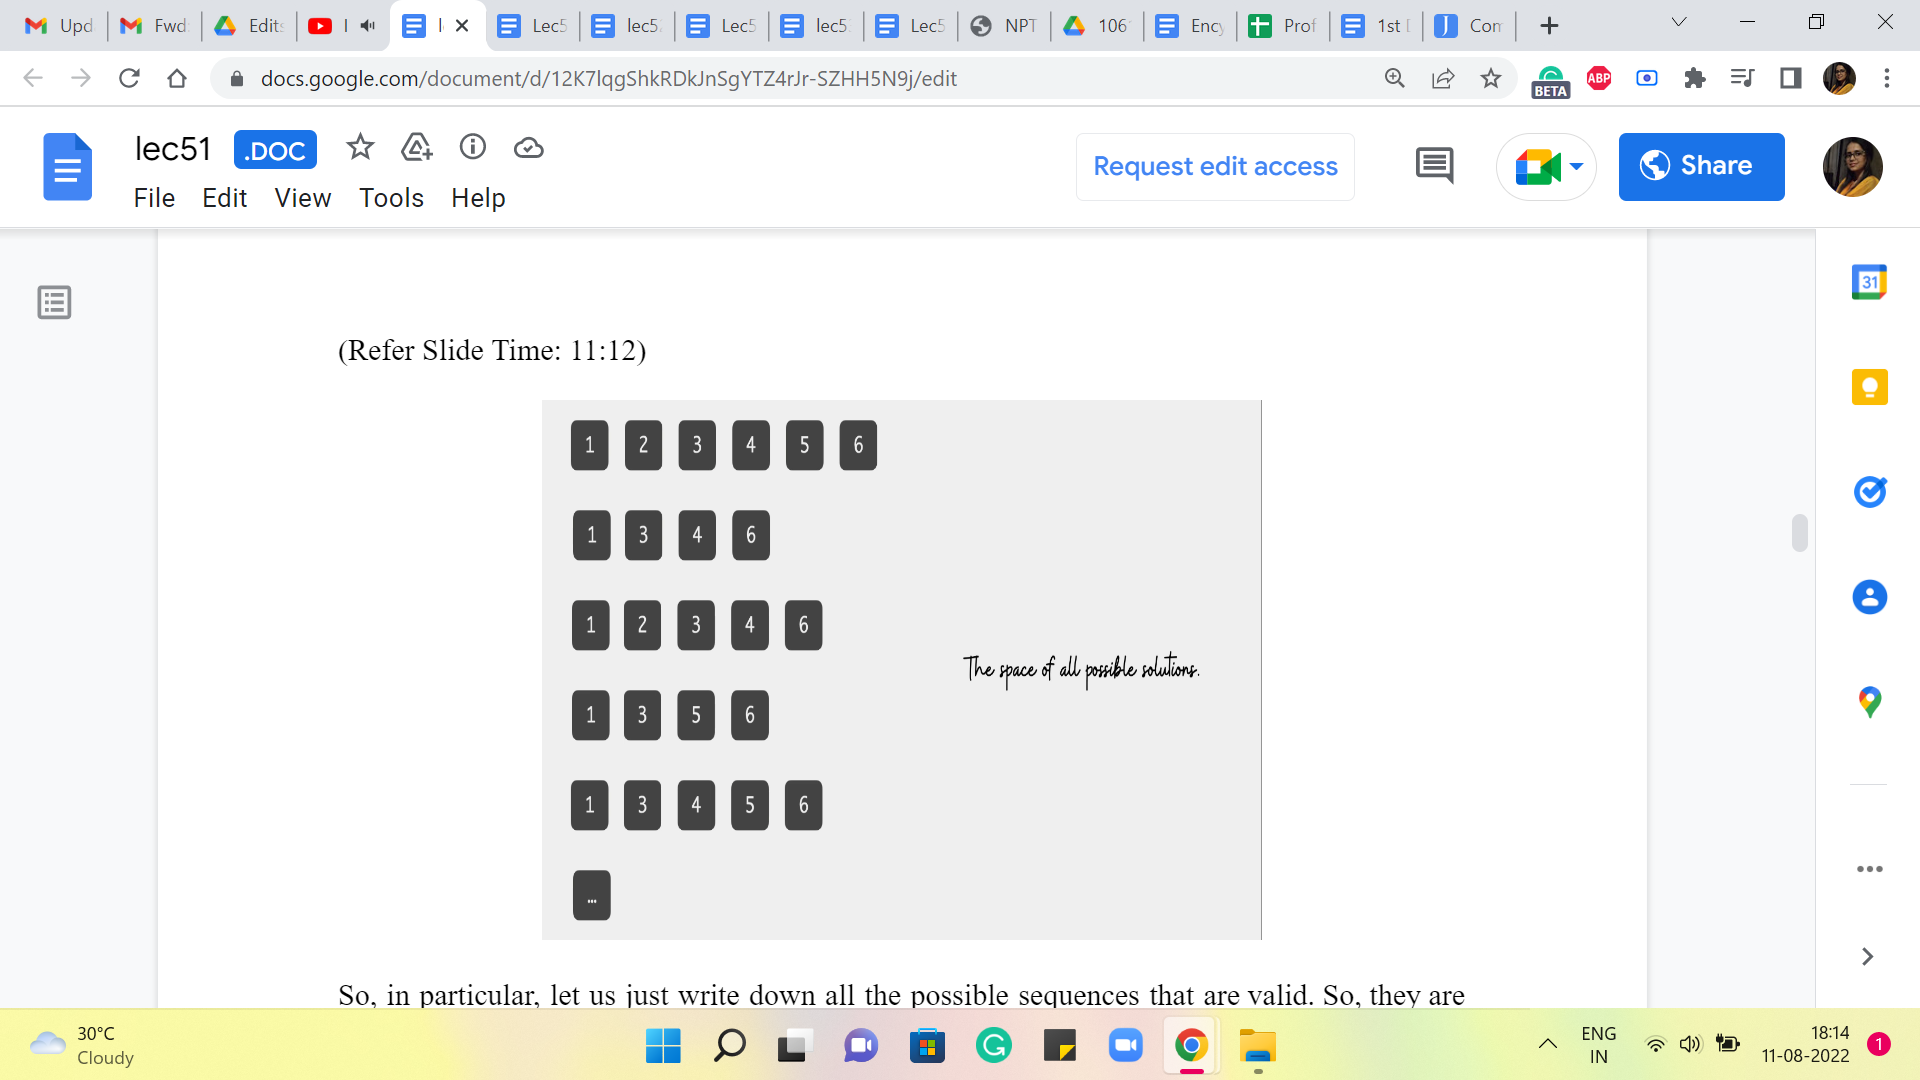 Upd
Fwd:
Edits
l
l
Lec5
lec5
Lec5
lec5
Lec5
NPT
106
Ency
Prof
1st
Con
docs.google.com/document/d/12K7lqgShkRDkJnSgYTZ4rJr-SZHH5N9j/edit
BETA
ABP
lec51 .DOC
File Edit View Tools Help
Request edit access
Share
31
(Refer Slide Time: 11:12)
1 2 3 4 5 6
1 3 4 6
1 2 3 4 6
The space of all possible solutions.
1 3 5 6
1 3 4 5 6
...
So, in particular, let us just write down all the possible sequences that are valid. So, they are
30°C
Cloudy
ENG
IN
18:14
11-08-2022
1